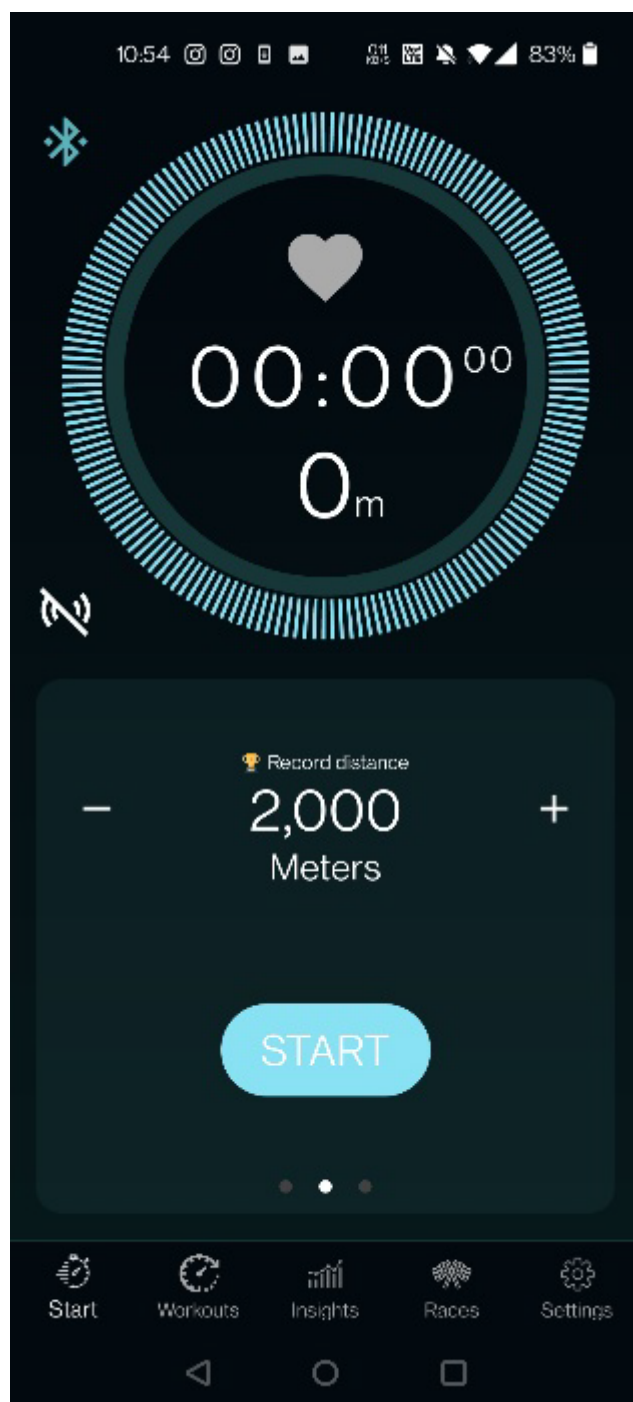 10:54 83%
00:00 00
0m
🏆 Record distance
− 2,000 +
Meters
START
Start Workouts Insights Races Settings